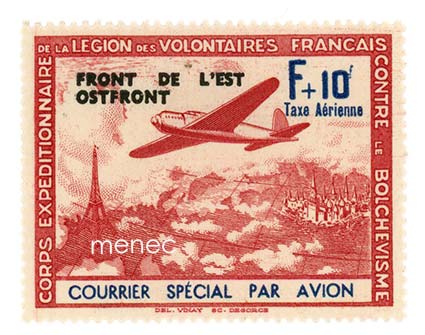 CORPS EXPEDITIONNAIRE DE LA LEGION DES VOLONTAIRES FRANÇAIS CONTRE LE BOLCHEVISME
FRONT DE L'EST
OSTFRONT
F+10F
Taxe Aérienne
menec
COURRIER SPÉCIAL PAR AVION
DEL. VINAY SC. DEGORCE